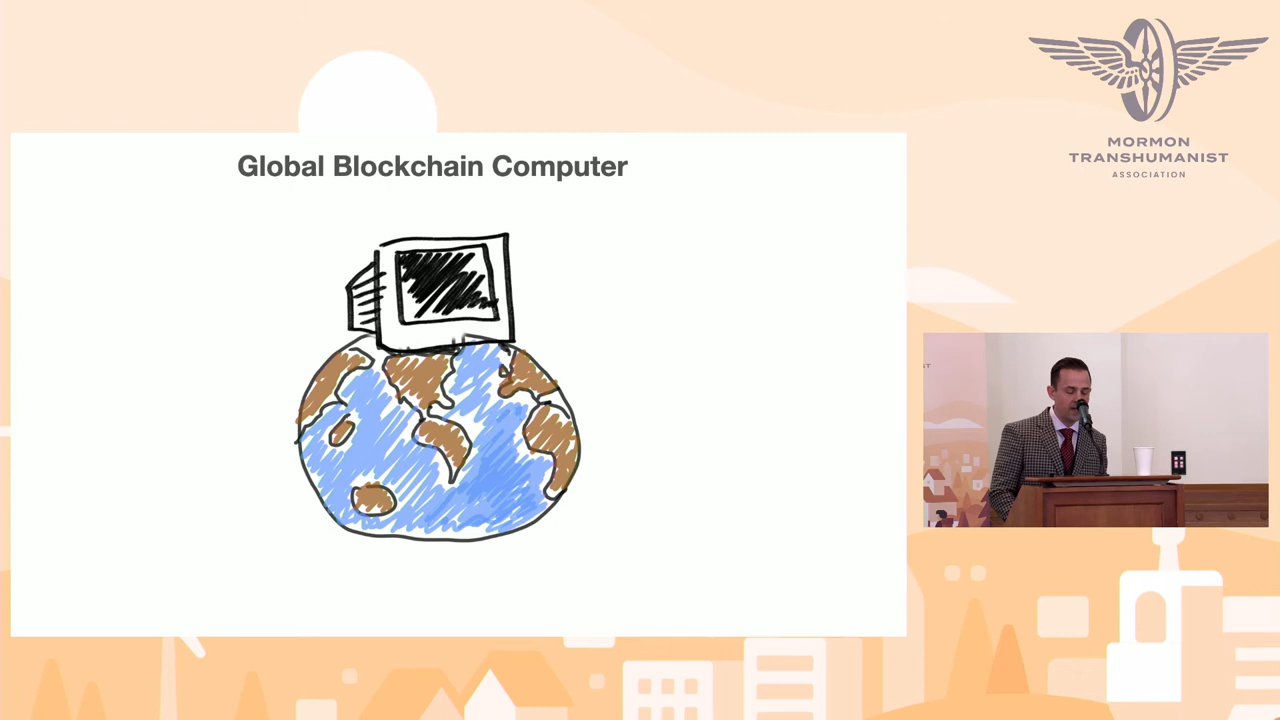 Global Blockchain Computer
MORMON
TRANSHUMANIST
ASSOCIATION